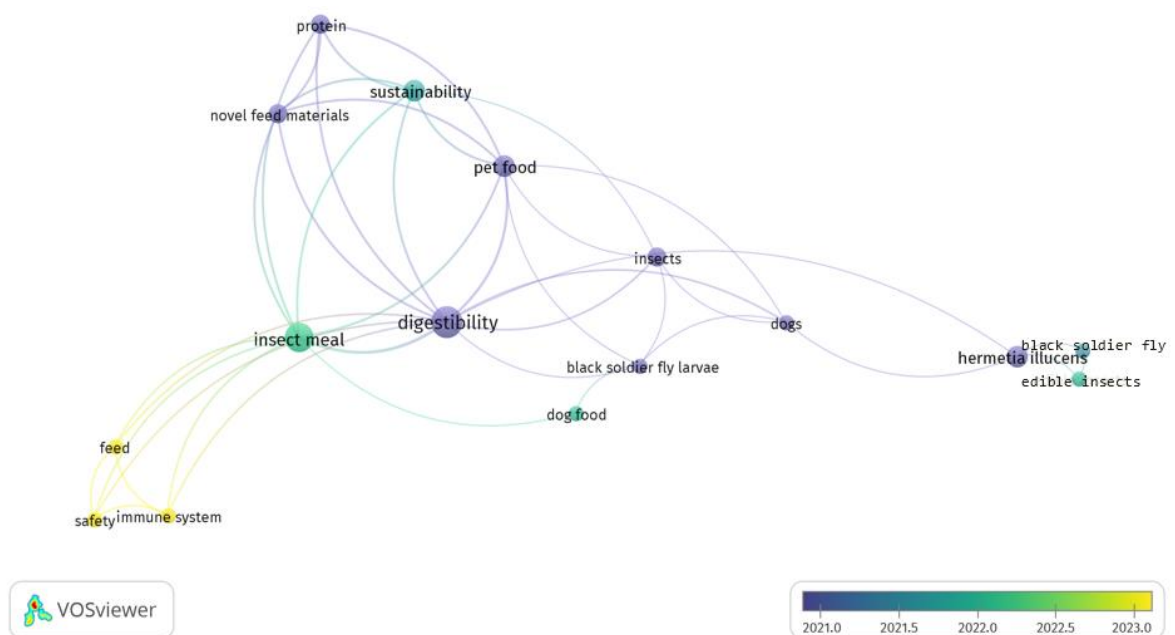 protein
sustainability
novel feed materials
pet food
insects
digestibility
dogs
insect meal
black soldier fly
hermetia illucens
black soldier fly larvae
edible insects
dog food
feed
safety
immune system
VOSviewer
2021.0 2021.5 2022.0 2022.5 2023.0